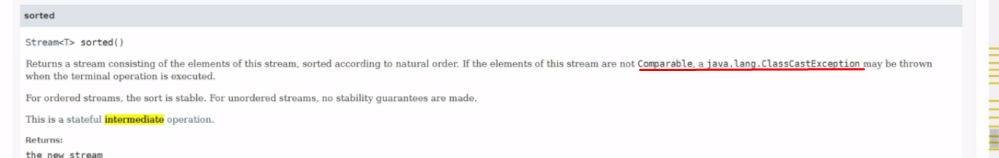 sorted
Stream<T> sorted()
Returns a stream consisting of the elements of this stream, sorted according to natural order. If the elements of this stream are not Comparable, a java.lang.ClassCastException may be thrown
when the terminal operation is executed.
For ordered streams, the sort is stable. For unordered streams, no stability guarantees are made.
This is a stateful intermediate operation.
Returns:
the new stream